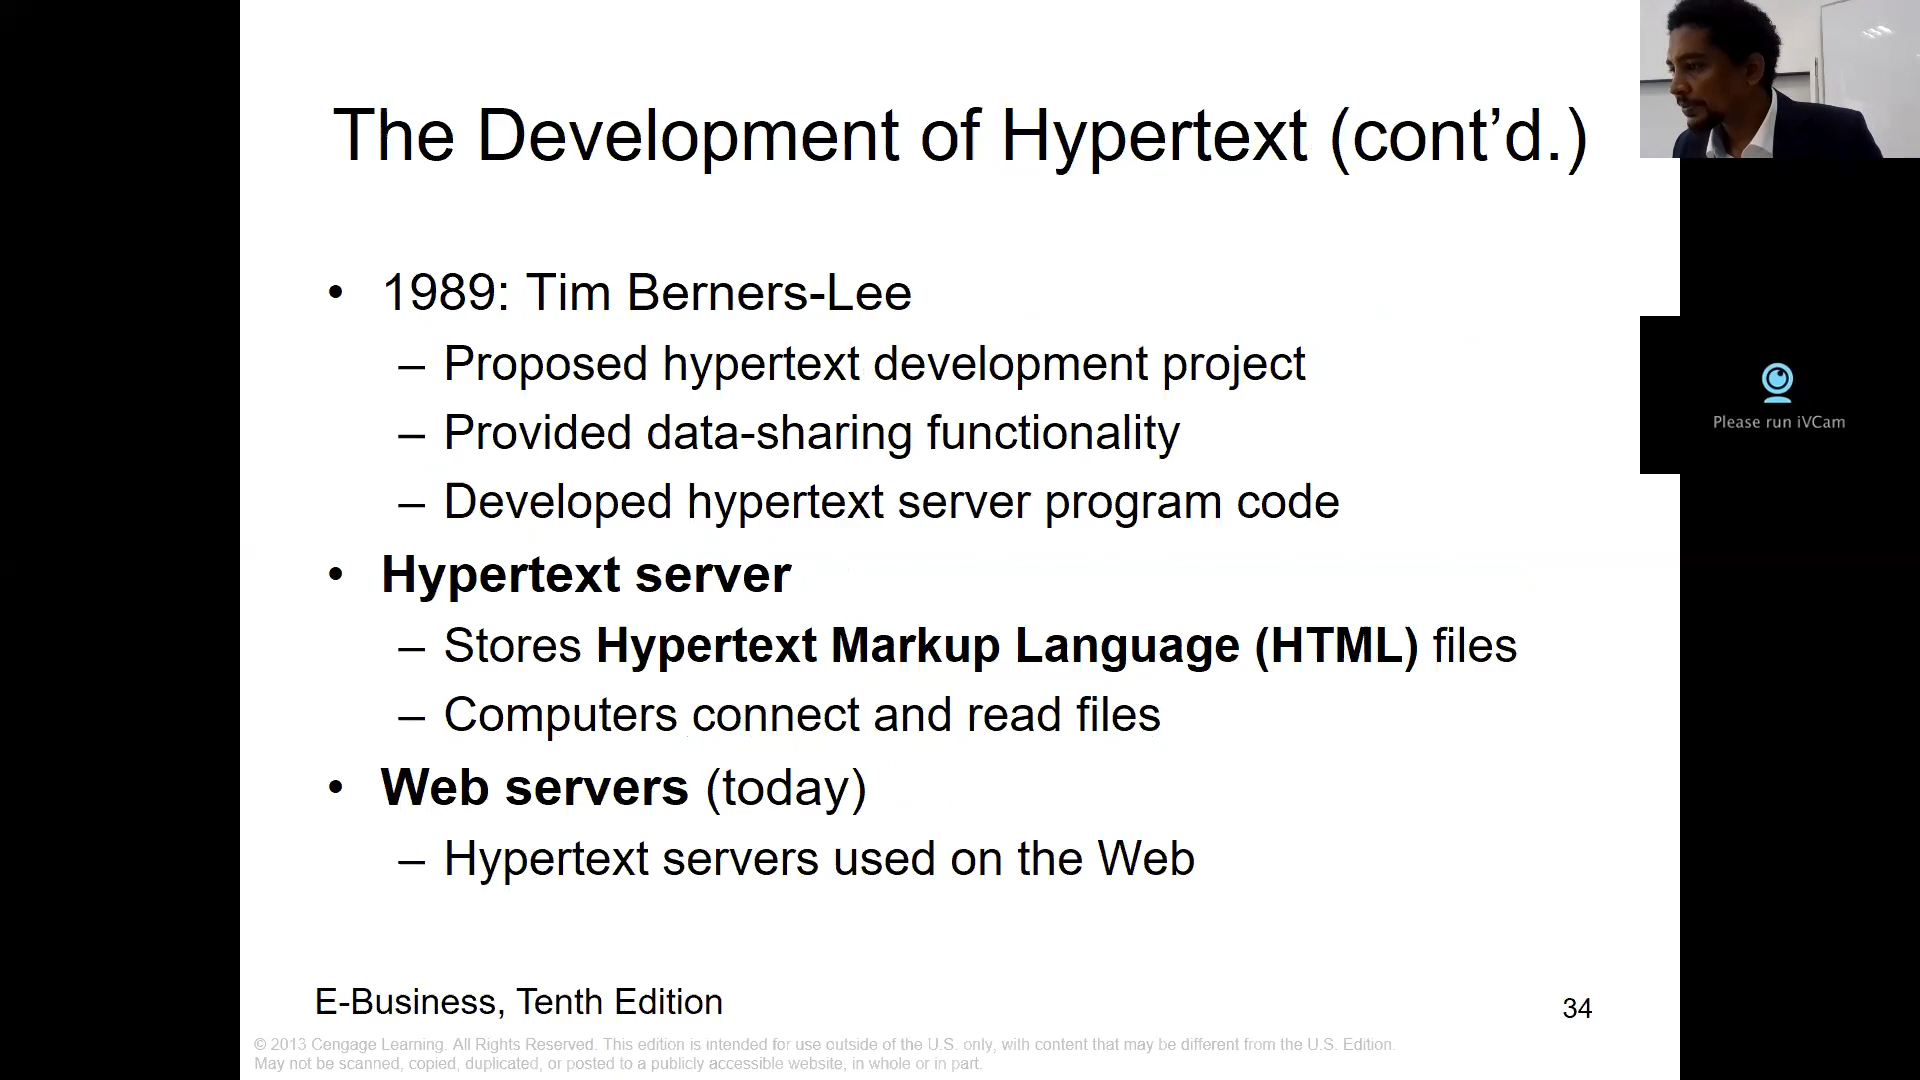 The Development of Hypertext (cont’d.)
• 1989: Tim Berners-Lee
– Proposed hypertext development project
– Provided data-sharing functionality
– Developed hypertext server program code
• Hypertext server
– Stores Hypertext Markup Language (HTML) files
– Computers connect and read files
• Web servers (today)
– Hypertext servers used on the Web
Please run iVCam
E-Business, Tenth Edition
34
© 2013 Cengage Learning. All Rights Reserved. This edition is intended for use outside of the U.S. only, with content that may be different from the U.S. Edition.
May not be scanned, copied, duplicated, or posted to a publicly accessible website, in whole or in part.